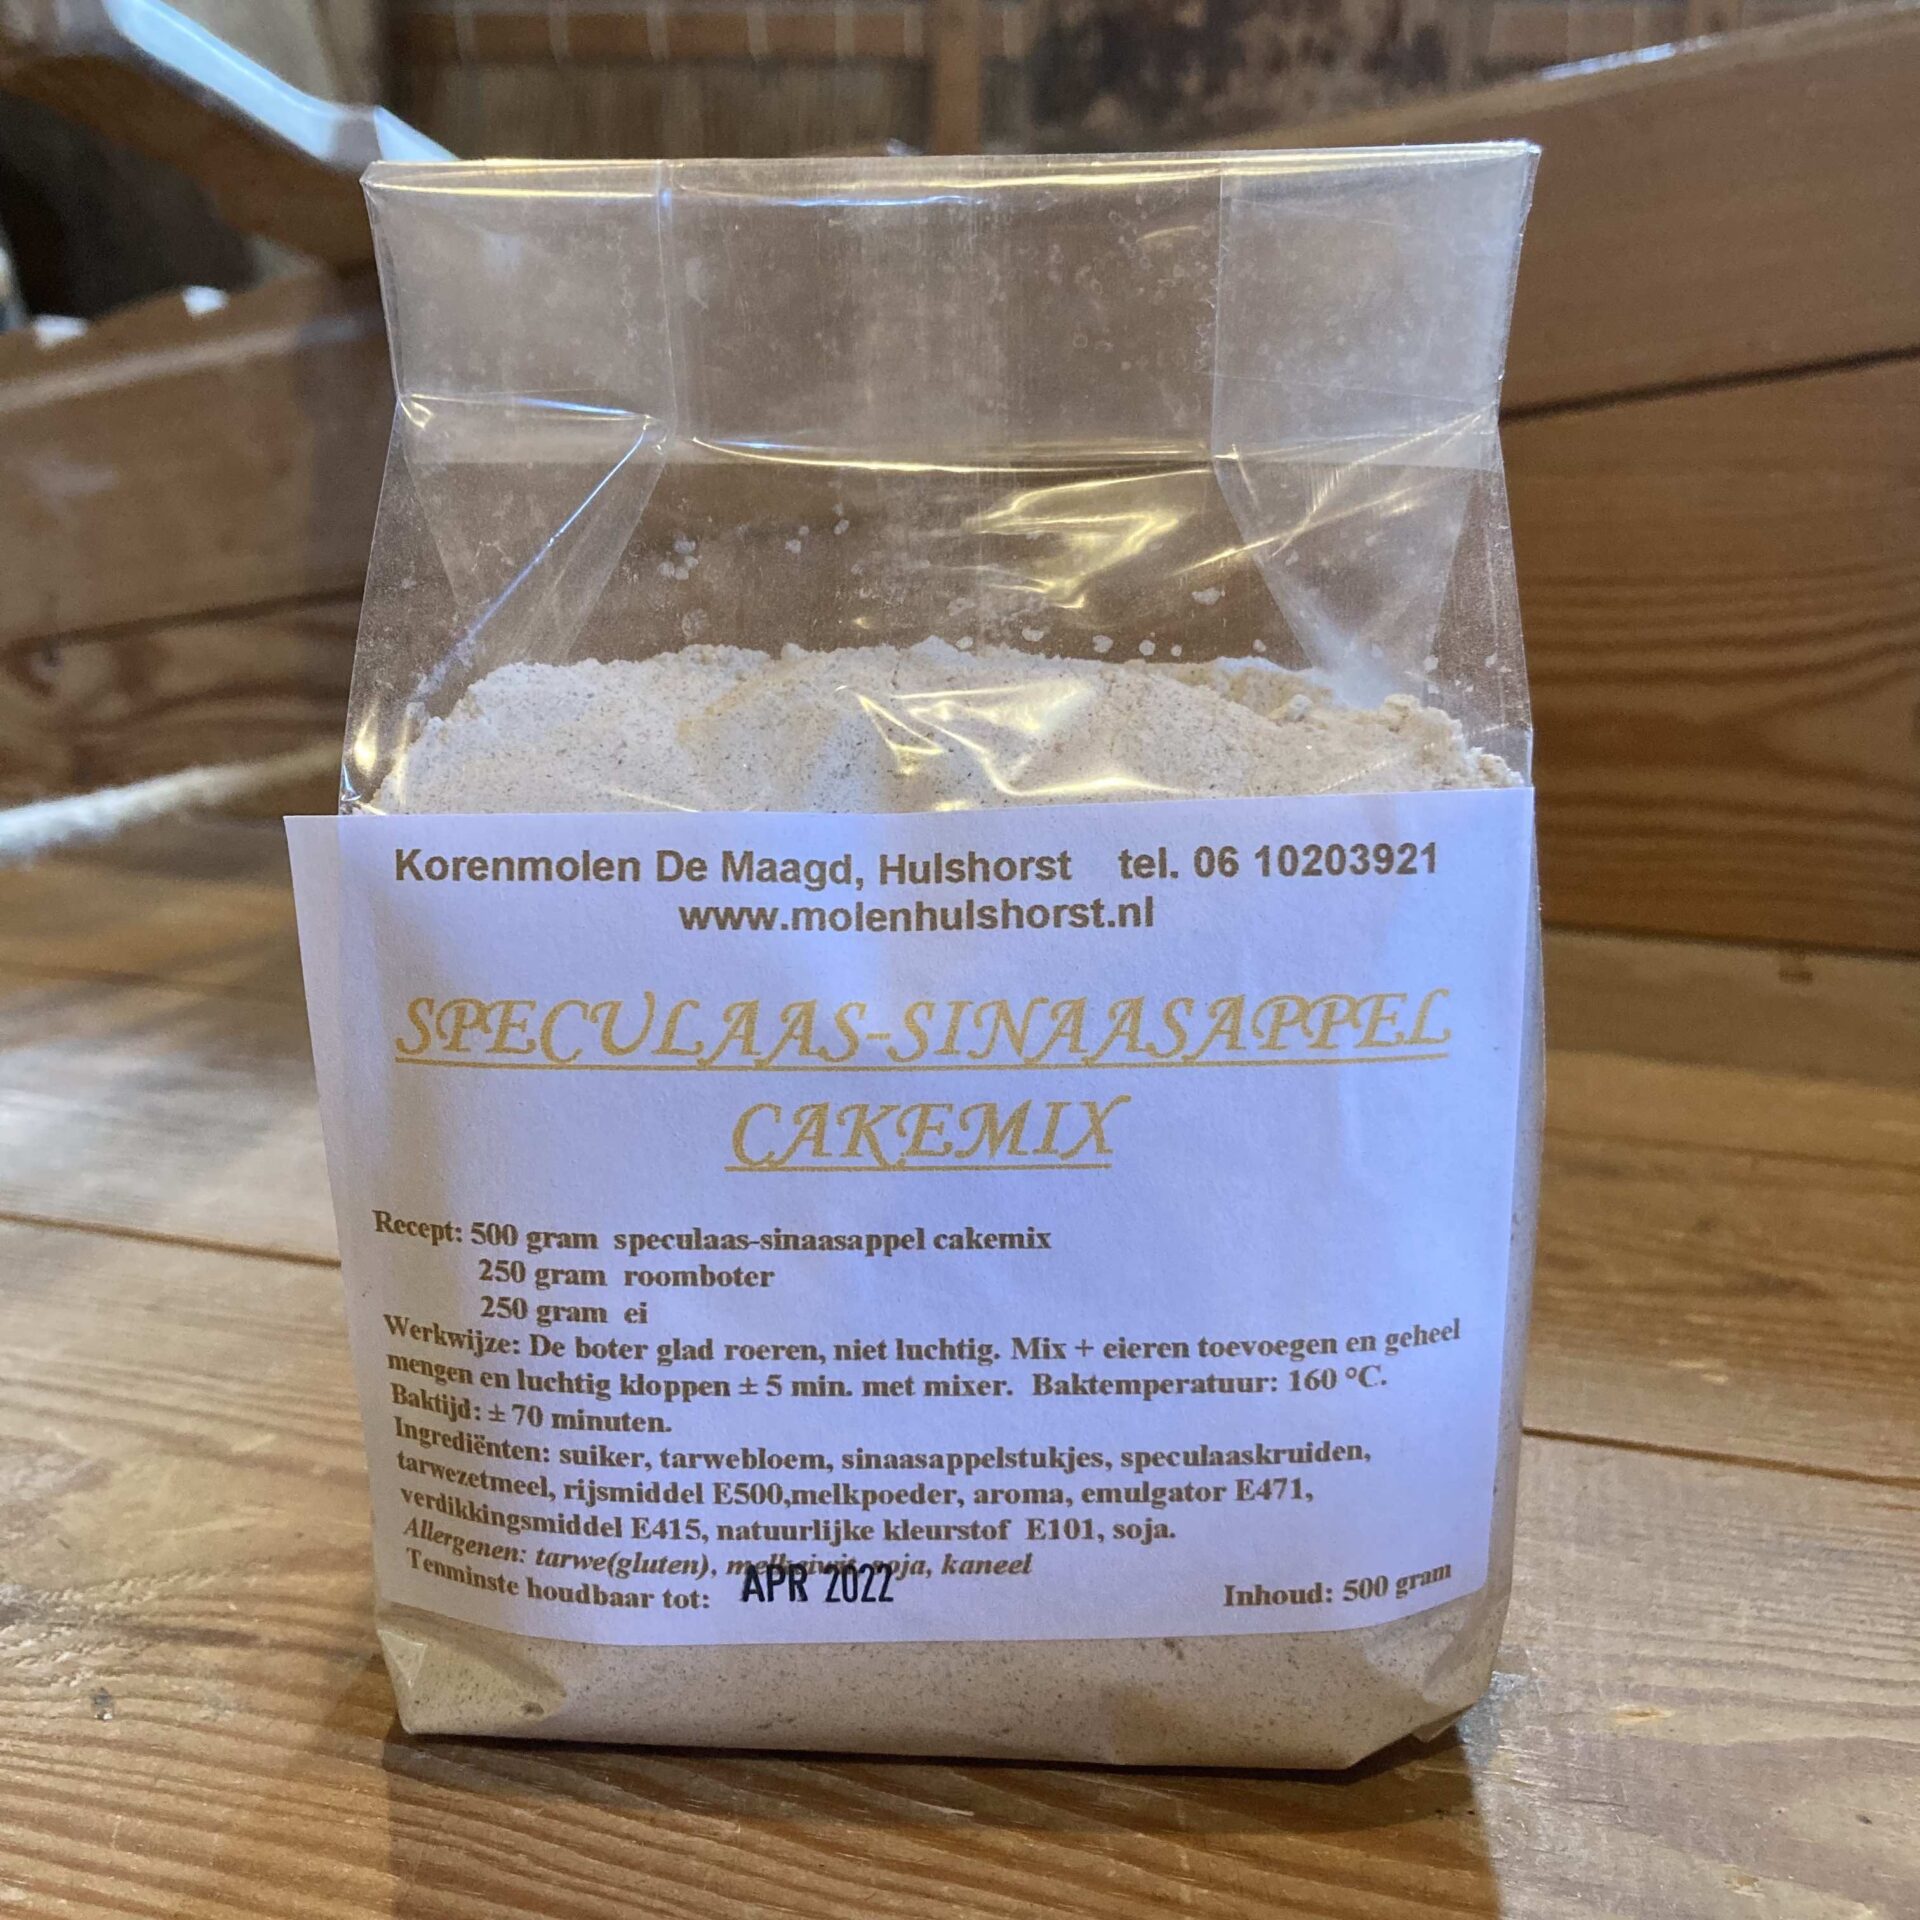 Korenmolen De Maagd, Hulshorst tel. 06 10203921
www.molenhulshorst.nl
SPECULAAS-SINAASAPPEL
CAKEMIX
Recept: 500 gram speculaas-sinaasappel cakemix
250 gram roomboter
250 gram ei
Werkwijze: De boter glad roeren, niet luchtig. Mix + eieren toevoegen en geheel
mengen en luchtig kloppen ± 5 min. met mixer. Baktemperatuur: 160 °C.
Baktijd: ± 70 minuten.
Ingrediënten: suiker, tarwebloem, sinaasappelstukjes, speculaaskruiden,
tarwezetmeel, rijsmiddel E500,melkpoeder, aroma, emulgator E471,
verdikkingsmiddel E415, natuurlijke kleurstof E101, soja.
Allergenen: tarwe(gluten), melkeiwit, soja, kaneel
Tenminste houdbaar tot: APR 2022 Inhoud: 500 gram